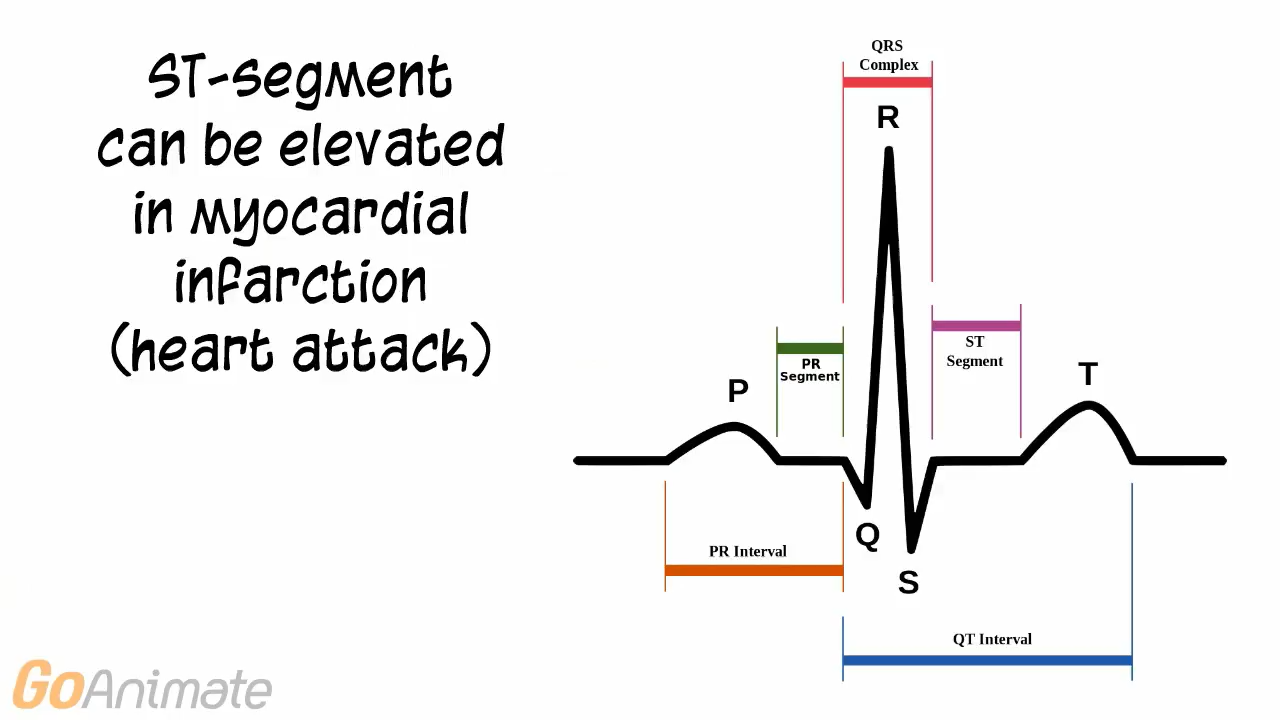 ST-segment
can be elevated
in myocardial
infarction
(heart attack)
QRS
Complex
R
ST
Segment
PR
Segment
P
T
Q
PR Interval
S
QT Interval
GoAnimate